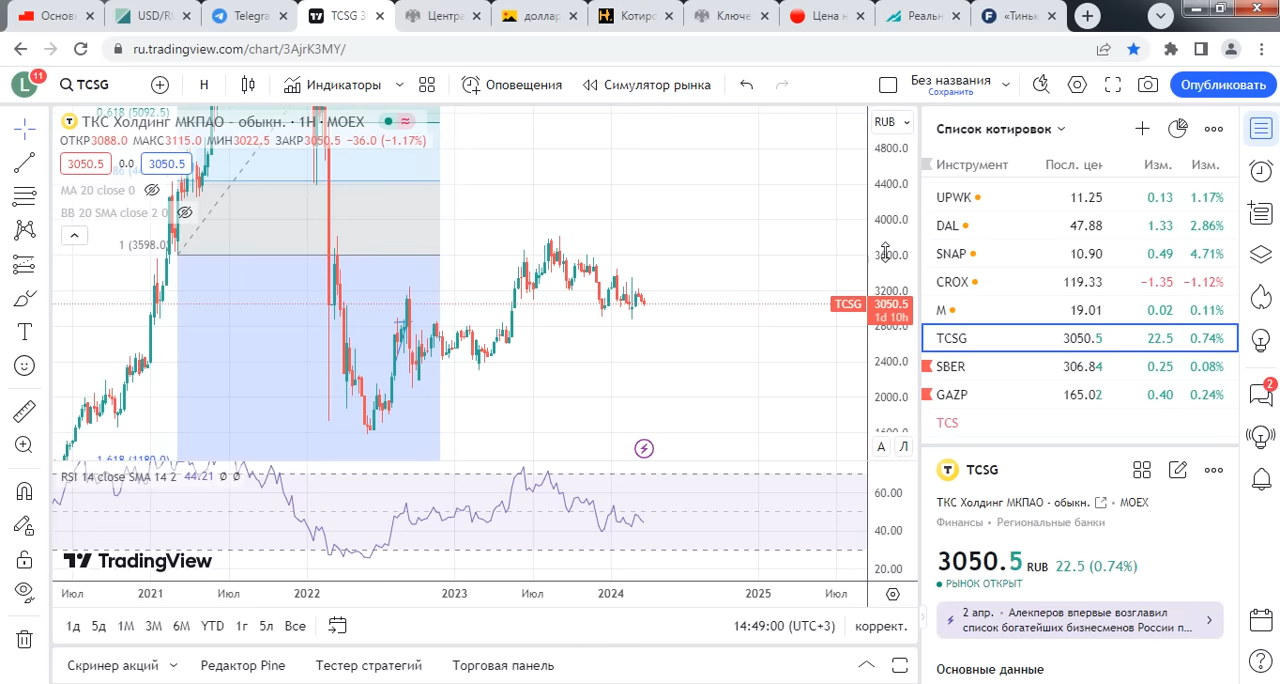 Основ
USD/R
Telegra
TCSG 3
Центра
доллар
Котиро
Ключе
Цена н
Реальн
«Тиньк
ru.tradingview.com/chart/3AjrK3MY/
L 11 TCSG Н Индикаторы Оповещения Симулятор рынка Без названия Сохранить Опубликовать
0.618 (5092.5)
ТКС Холдинг МКПАО - обыкн. · 1Н · MOEX
ОТКР3088.0 МАКС3115.0 МИН3022.5 ЗАКР3050.5 −36.0 (−1.17%)
3050.5 0.0 3050.5
MA 20 close 0
BB 20 SMA close 2 0
1 (3598.0)
1.618 (1180.0)
RSI 14 close SMA 14 2 44.21 ∅ ∅
TradingView
RUB
4800.0
4400.0
4000.0
3600.0
3200.0
TCSG 3050.5
1d 10h
2800.0
2400.0
2000.0
1600.0
А Л
60.00
40.00
20.00
Июл 2021 Июл 2022 2023 Июл 2024 2025 Июл
1д 5д 1М 3М 6М YTD 1г 5л Все 14:49:00 (UTC+3) коррект.
Скринер акций Редактор Pine Тестер стратегий Торговая панель
Список котировок
Инструмент Посл. цен Изм. Изм.
UPWK 11.25 0.13 1.17%
DAL 47.88 1.33 2.86%
SNAP 10.90 0.49 4.71%
CROX 119.33 −1.35 −1.12%
M 19.01 0.02 0.11%
TCSG 3050.5 22.5 0.74%
SBER 306.84 0.25 0.08%
GAZP 165.02 0.40 0.24%
TCS
TCSG
ТКС Холдинг МКПАО - обыкн. • MOEX
Финансы • Региональные банки
3050.5 RUB 22.5 (0.74%)
РЫНОК ОТКРЫТ
2 апр. • Алекперов впервые возглавил
список богатейших бизнесменов России п...
Основные данные
2